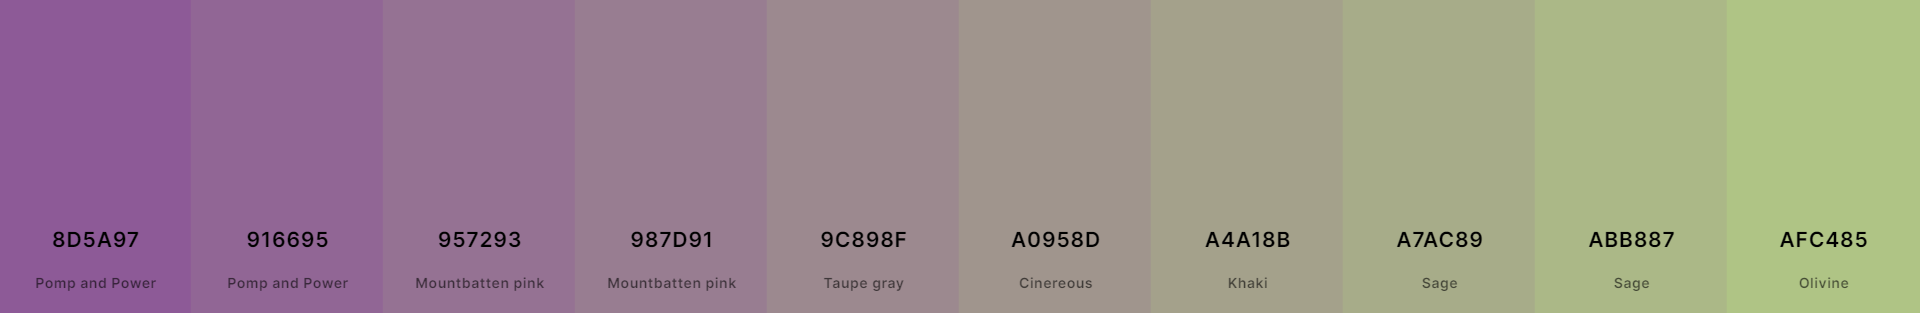 8D5A97 916695 957293 987D91 9C898F A0958D A4A18B A7AC89 ABB887 AFC485
Pomp and Power Pomp and Power Mountbatten pink Mountbatten pink Taupe gray Cinereous Khaki Sage Sage Olivine